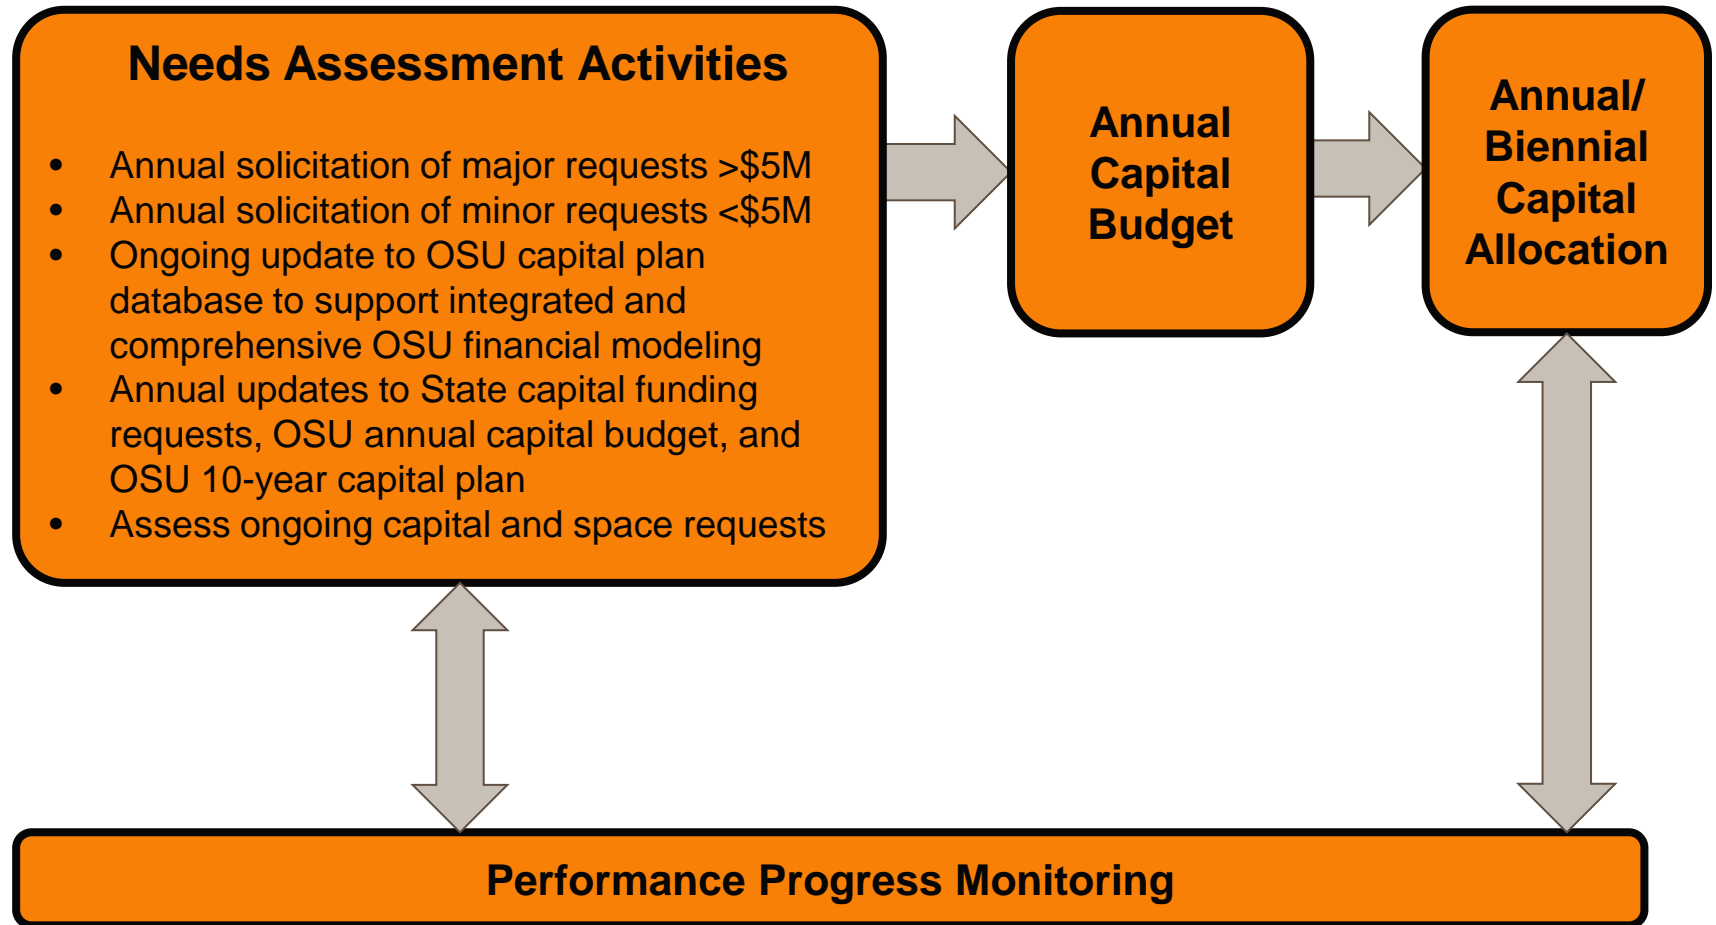 Needs Assessment Activities
• Annual solicitation of major requests >$5M
• Annual solicitation of minor requests <$5M
• Ongoing update to OSU capital plan
database to support integrated and
comprehensive OSU financial modeling
• Annual updates to State capital funding
requests, OSU annual capital budget, and
OSU 10-year capital plan
• Assess ongoing capital and space requests
Annual
Capital
Budget
Annual/
Biennial
Capital
Allocation
Performance Progress Monitoring